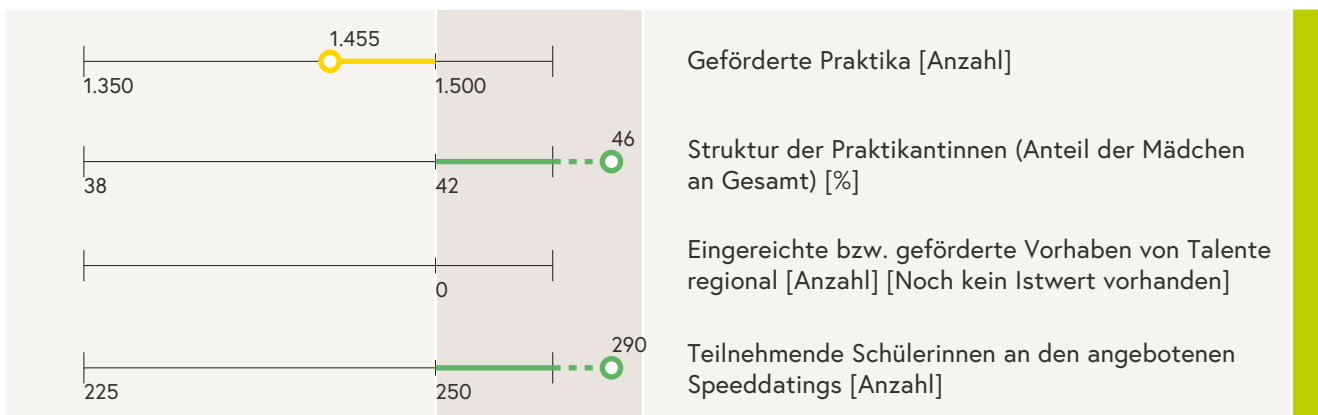 1.455
1.350
1.500
Geförderte Praktika [Anzahl]
46
38
42
Struktur der Praktikantinnen (Anteil der Mädchen
an Gesamt) [%]
0
Eingereichte bzw. geförderte Vorhaben von Talente
regional [Anzahl] [Noch kein Istwert vorhanden]
290
225
250
Teilnehmende Schülerinnen an den angebotenen
Speeddatings [Anzahl]